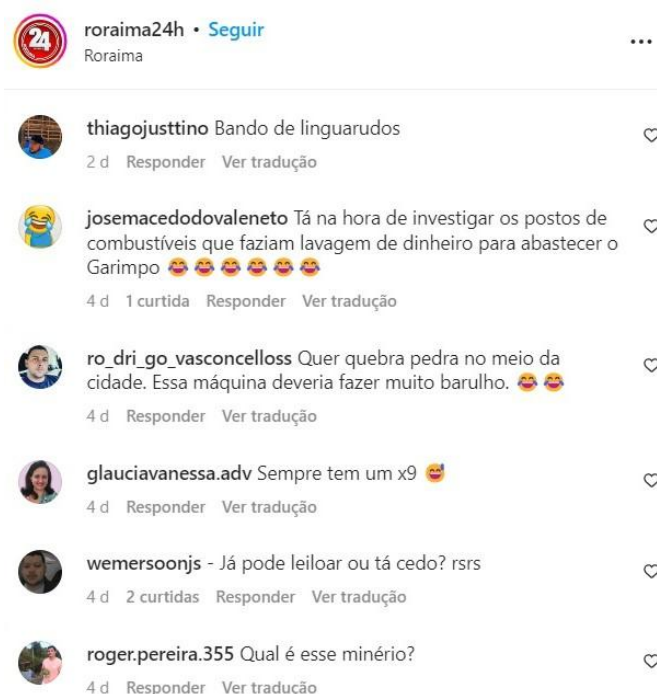 24
roraima24h • Seguir
Roraima
thiagojusttino Bando de linguarudos
2 d Responder Ver tradução
josemacedodovaleneto Tá na hora de investigar os postos de
combustíveis que faziam lavagem de dinheiro para abastecer o
Garimpo 😂😂😂😂😂😂
4 d 1 curtida Responder Ver tradução
ro_dri_go_vasconcelloss Quer quebra pedra no meio da
cidade. Essa máquina deveria fazer muito barulho. 😂😂
4 d Responder Ver tradução
glauciavanessa.adv Sempre tem um x9 😅
4 d Responder Ver tradução
wemersoonjs - Já pode leiloar ou tá cedo? rsrs
4 d 2 curtidas Responder Ver tradução
roger.pereira.355 Qual é esse minério?
4 d Responder Ver tradução